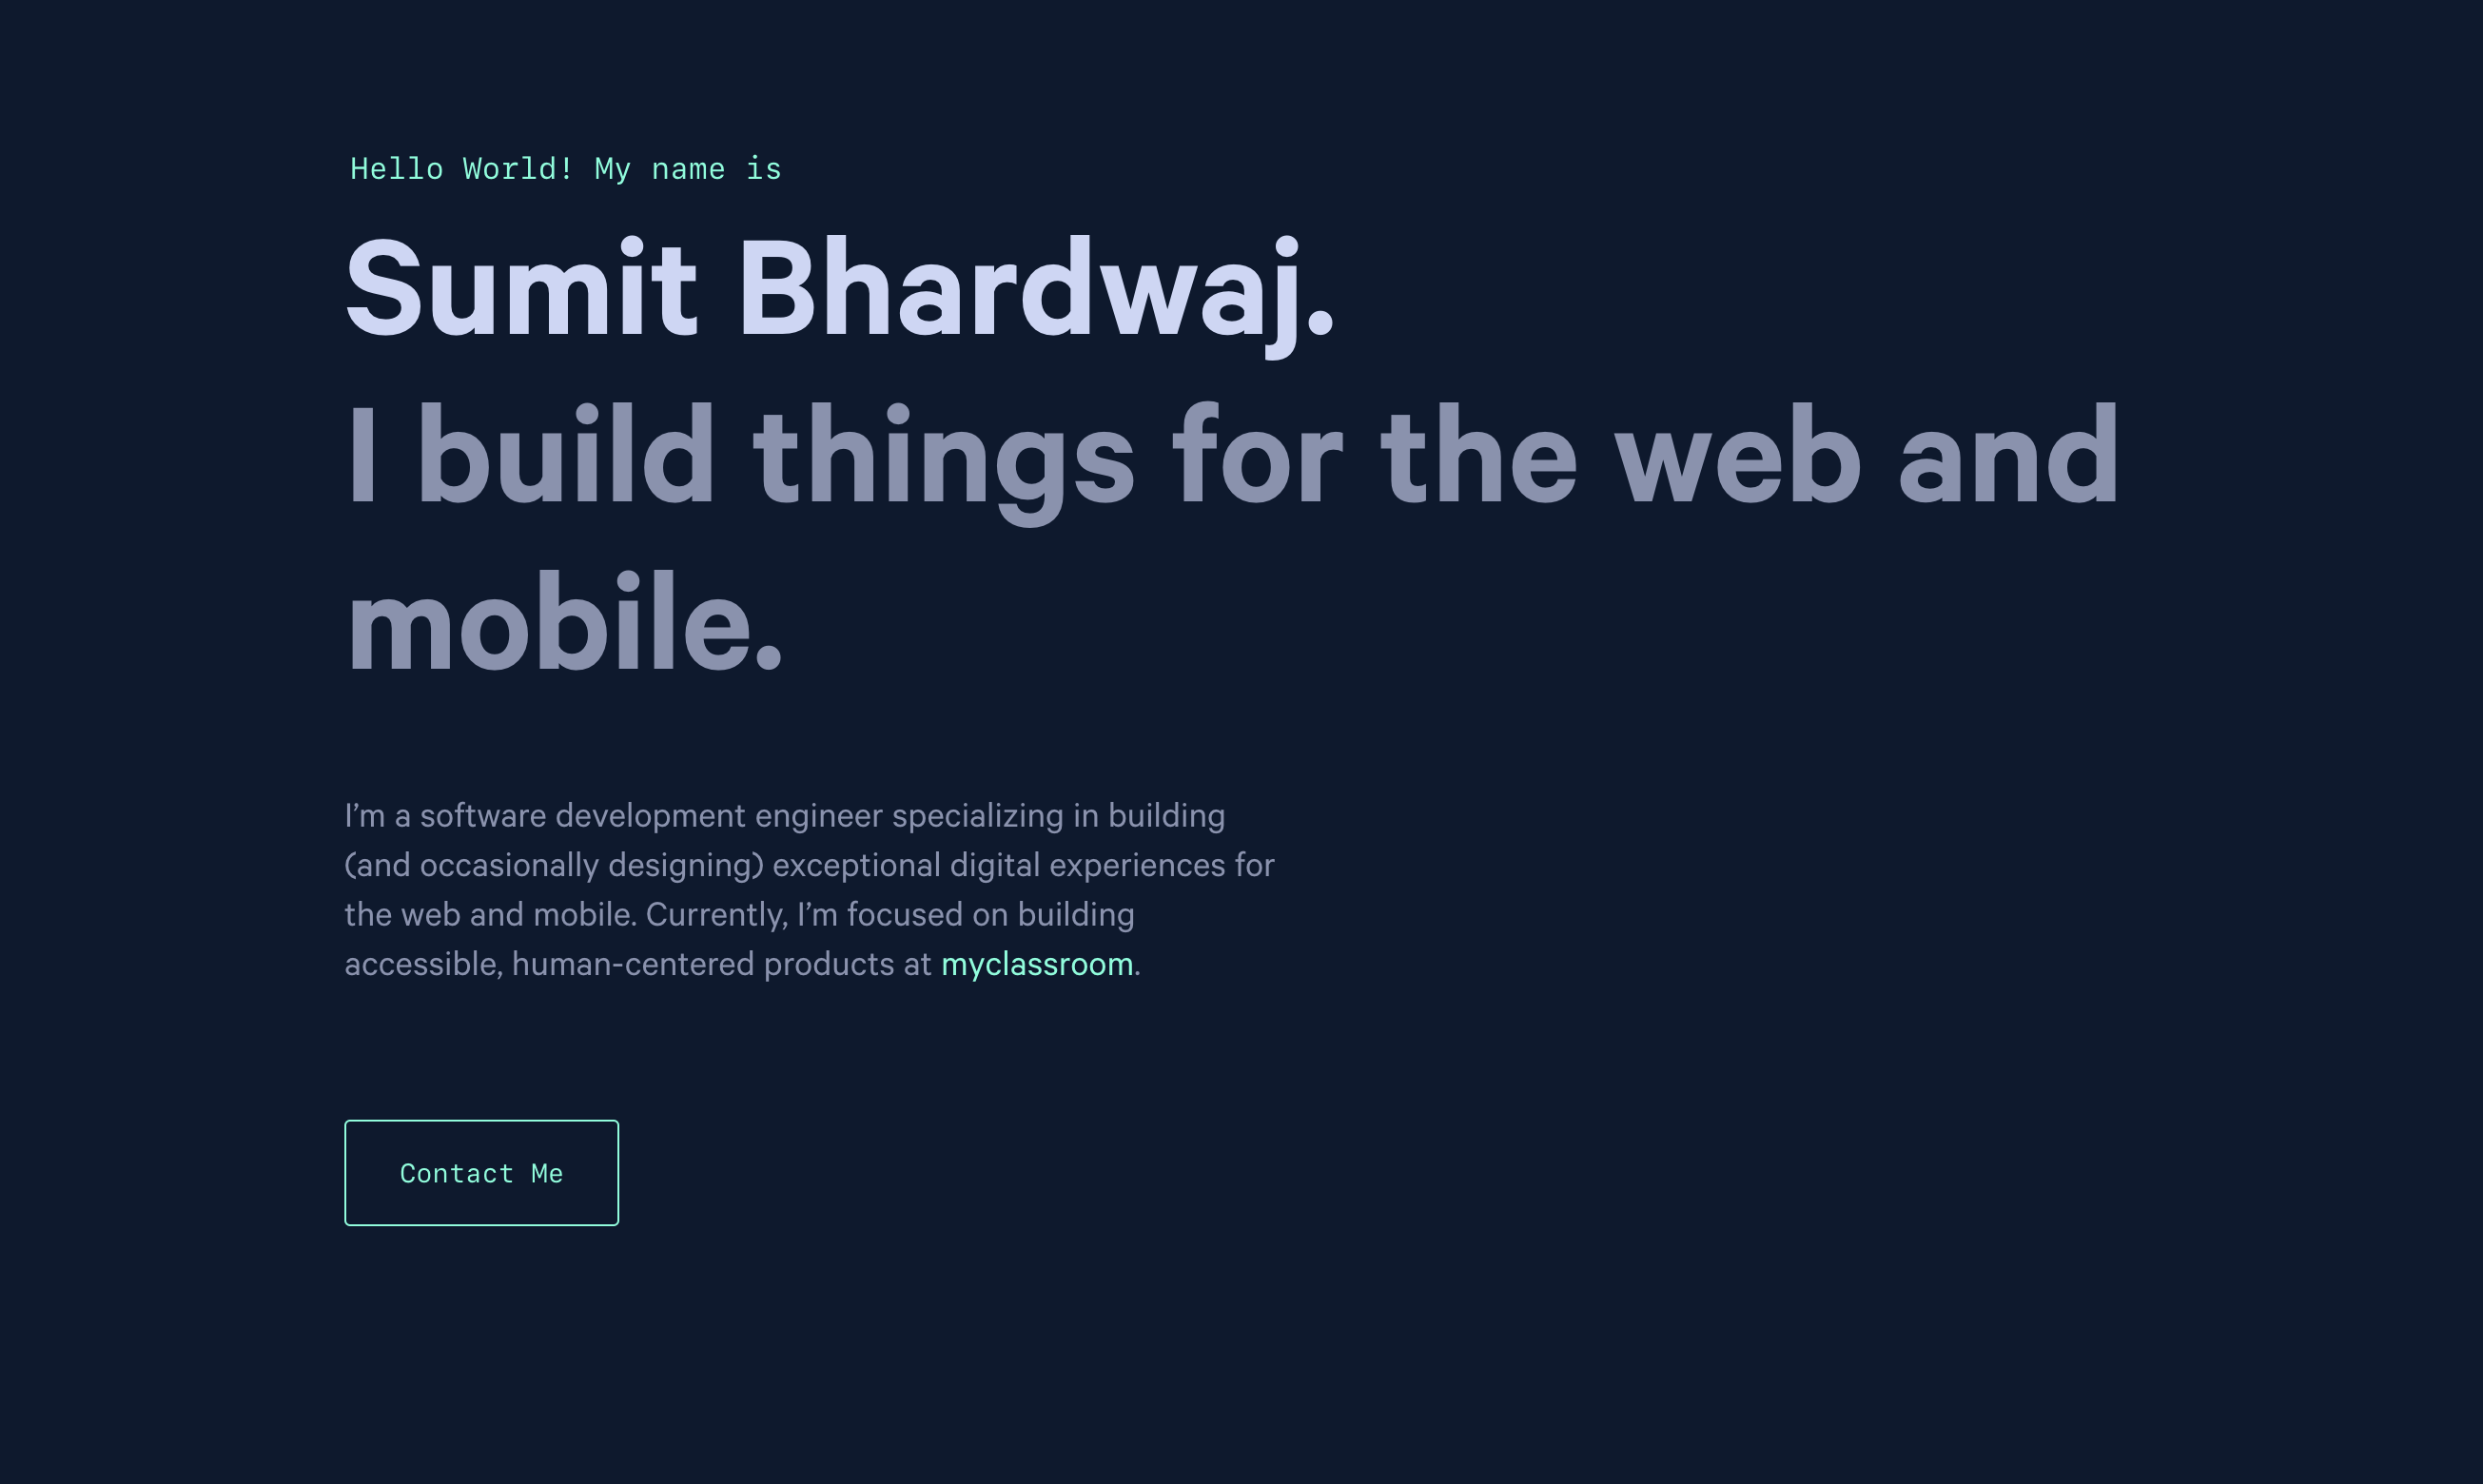 Hello World! My name is
Sumit Bhardwaj.
I build things for the web and
mobile.
I’m a software development engineer specializing in building
(and occasionally designing) exceptional digital experiences for
the web and mobile. Currently, I’m focused on building
accessible, human-centered products at myclassroom.
Contact Me